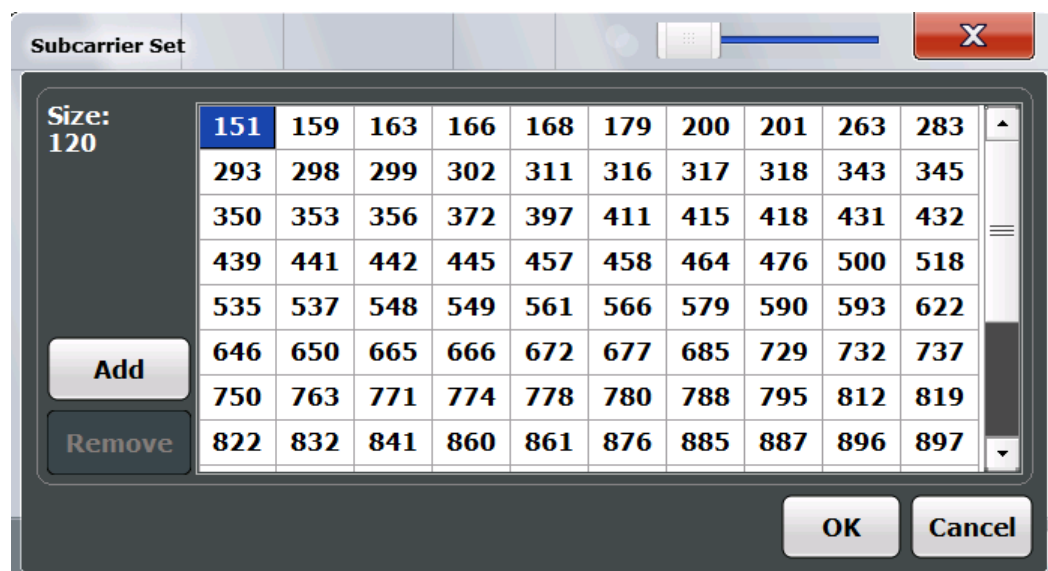 Subcarrier Set
X
Size:
120
151 159 163 166 168 179 200 201 263 283
293 298 299 302 311 316 317 318 343 345
350 353 356 372 397 411 415 418 431 432
439 441 442 445 457 458 464 476 500 518
535 537 548 549 561 566 579 590 593 622
646 650 665 666 672 677 685 729 732 737
750 763 771 774 778 780 788 795 812 819
822 832 841 860 861 876 885 887 896 897
Add
Remove
OK Cancel